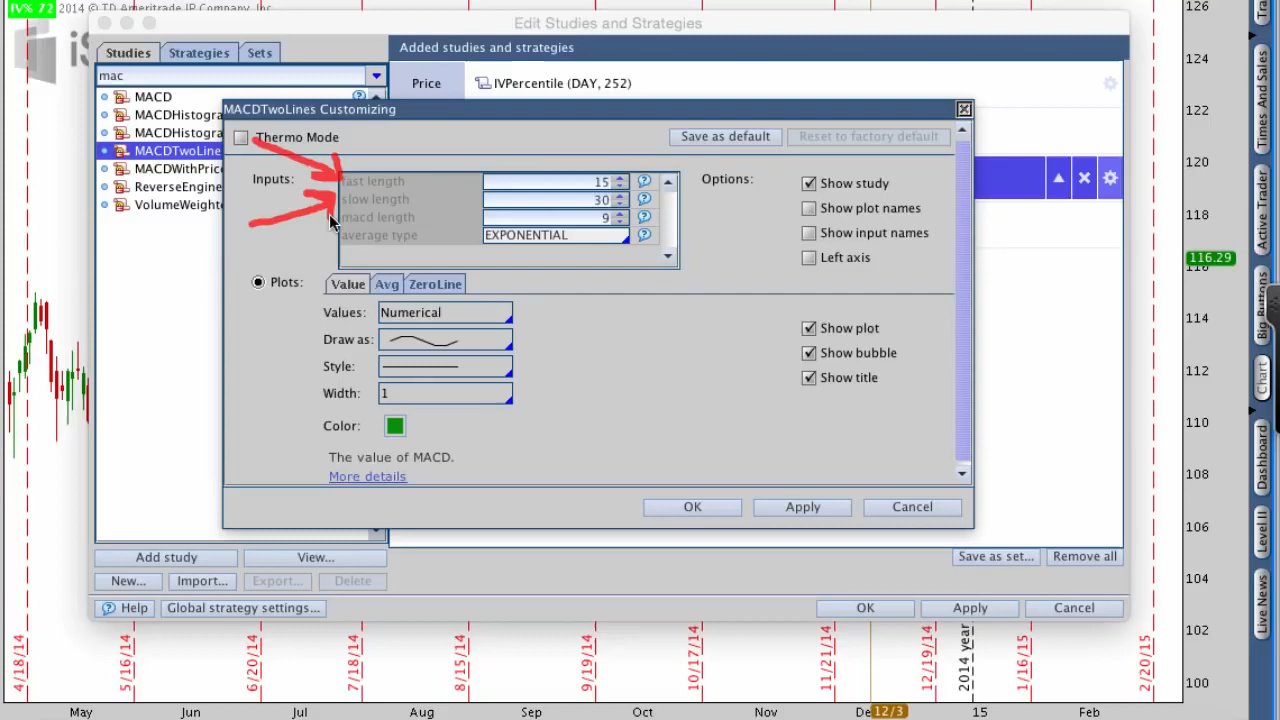 IV% 72 2014 © TD Ameritrade IP Company, Inc.
Edit Studies and Strategies
Studies Strategies Sets
mac
MACD
MACDHistogra
MACDHistogra
MACDTwoLine
MACDWithPric
ReverseEngine
VolumeWeight
Added studies and strategies
Price IVPercentile (DAY, 252)
MACDTwoLines Customizing
Thermo Mode Save as default Reset to factory default
Inputs:
fast length 15
slow length 30
macd length 9
average type EXPONENTIAL
Options:
Show study
Show plot names
Show input names
Left axis
Plots: Value Avg ZeroLine
Values: Numerical
Draw as:
Style:
Width: 1
Color:
Show plot
Show bubble
Show title
The value of MACD.
More details
OK Apply Cancel
Add study View...
New... Import... Export... Delete
Save as set... Remove all
Help Global strategy settings... OK Apply Cancel
126
124
122
120
118
116.29
116
114
112
110
108
106
104
102
100
Times And Sales
Active Trader
Big Buttons
Chart
Dashboard
Level II
Live News
4/18/14
5/16/14
6/20/14
7/18/14
8/15/14
9/19/14
10/17/14
11/21/14
12/19/14
2014 year
1/16/15
2/20/15
May Jun Jul Aug Sep Oct Nov De 12/3 15 Feb